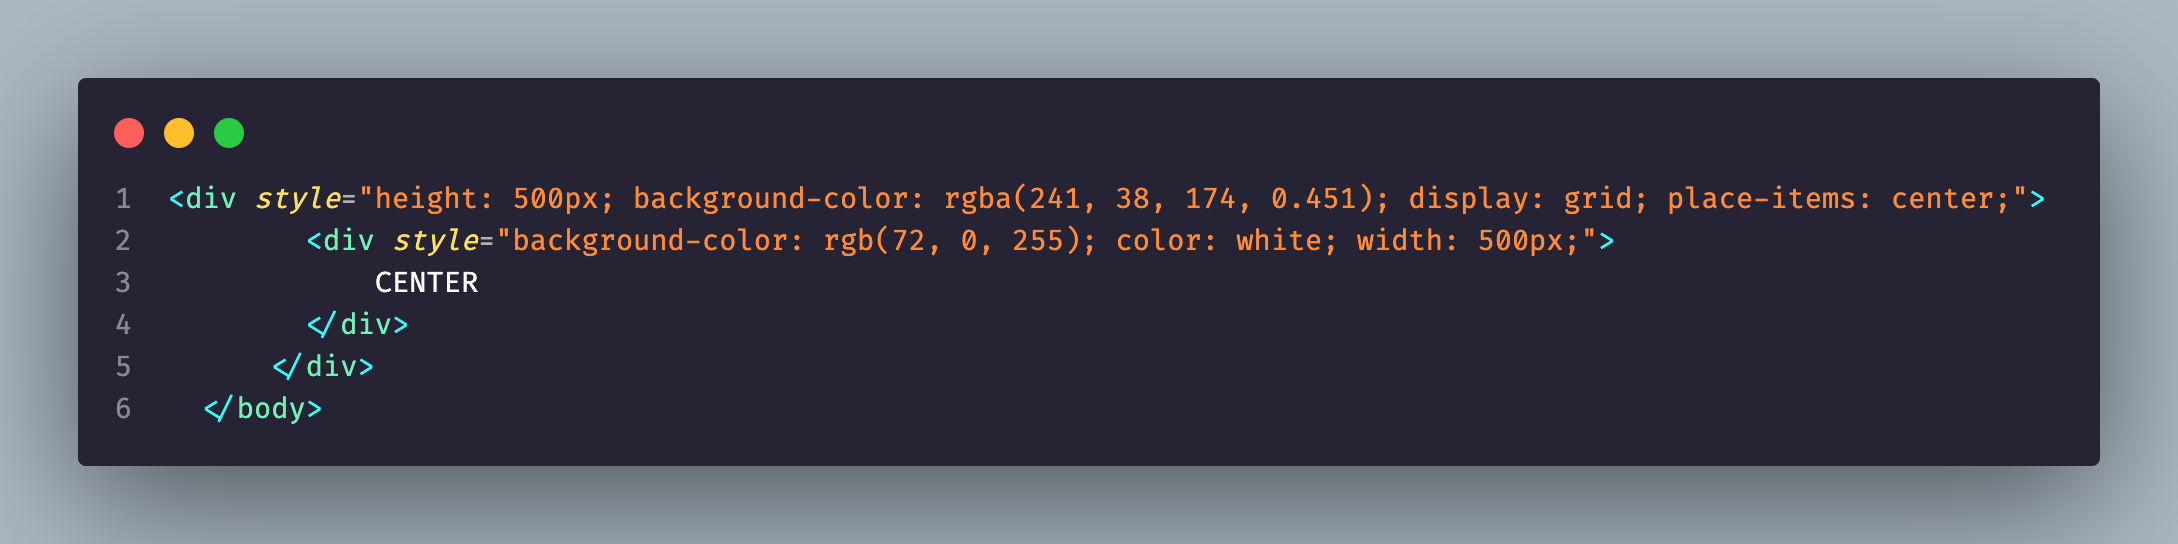 1 <div style="height: 500px; background-color: rgba(241, 38, 174, 0.451); display: grid; place-items: center;">
2         <div style="background-color: rgb(72, 0, 255); color: white; width: 500px;">
3             CENTER
4         </div>
5       </div>
6   </body>